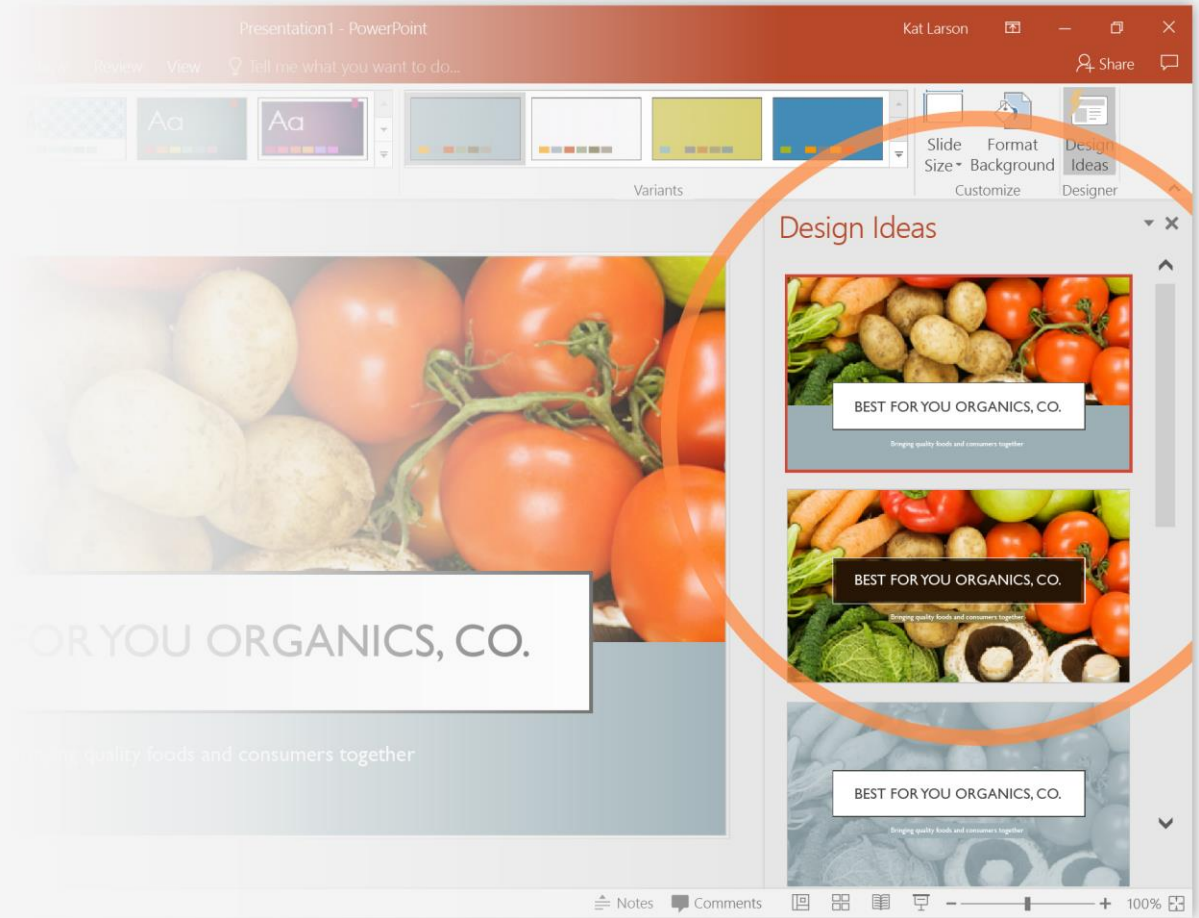 Presentation1 - PowerPoint
Kat Larson
Review View Tell me what you want to do...
Share
Aa
Aa
Slide Size
Format Background
Design Ideas
Variants
Customize
Designer
Design Ideas
BEST FOR YOU ORGANICS, CO.
Bringing quality foods and consumers together
BEST FOR YOU ORGANICS, CO.
Bringing quality foods and consumers together
BEST FOR YOU ORGANICS, CO.
Bringing quality foods and consumers together
FOR YOU ORGANICS, CO.
quality foods and consumers together
Notes Comments 100%